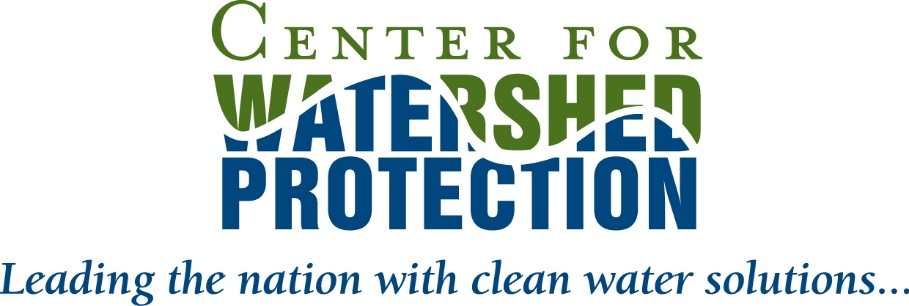 CENTER FOR
WATERSHED
PROTECTION
Leading the nation with clean water solutions...